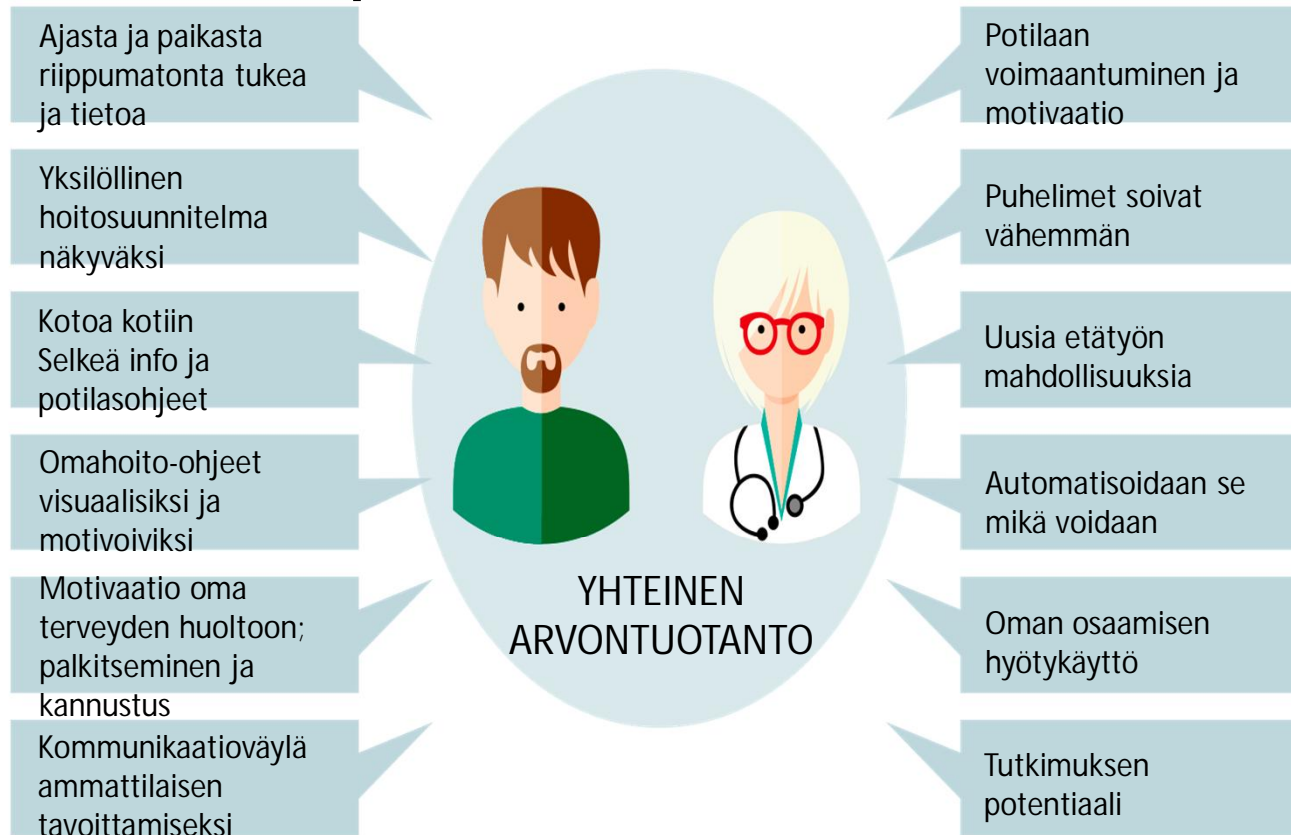 Ajasta ja paikasta
riippumatonta tukea
ja tietoa
Yksilöllinen
hoitosuunnitelma
näkyväksi
Kotoa kotiin
Selkeä info ja
potilasohjeet
Omahoito-ohjeet
visuaalisiksi ja
motivoiviksi
Motivaatio oma
terveyden huoltoon;
palkitseminen ja
kannustus
Kommunikaatioväylä
ammattilaisen
tavoittamiseksi
YHTEINEN
ARVONTUOTANTO
Potilaan
voimaantuminen ja
motivaatio
Puhelimet soivat
vähemmän
Uusia etätyön
mahdollisuuksia
Automatisoidaan se
mikä voidaan
Oman osaamisen
hyötykäyttö
Tutkimuksen
potentiaali